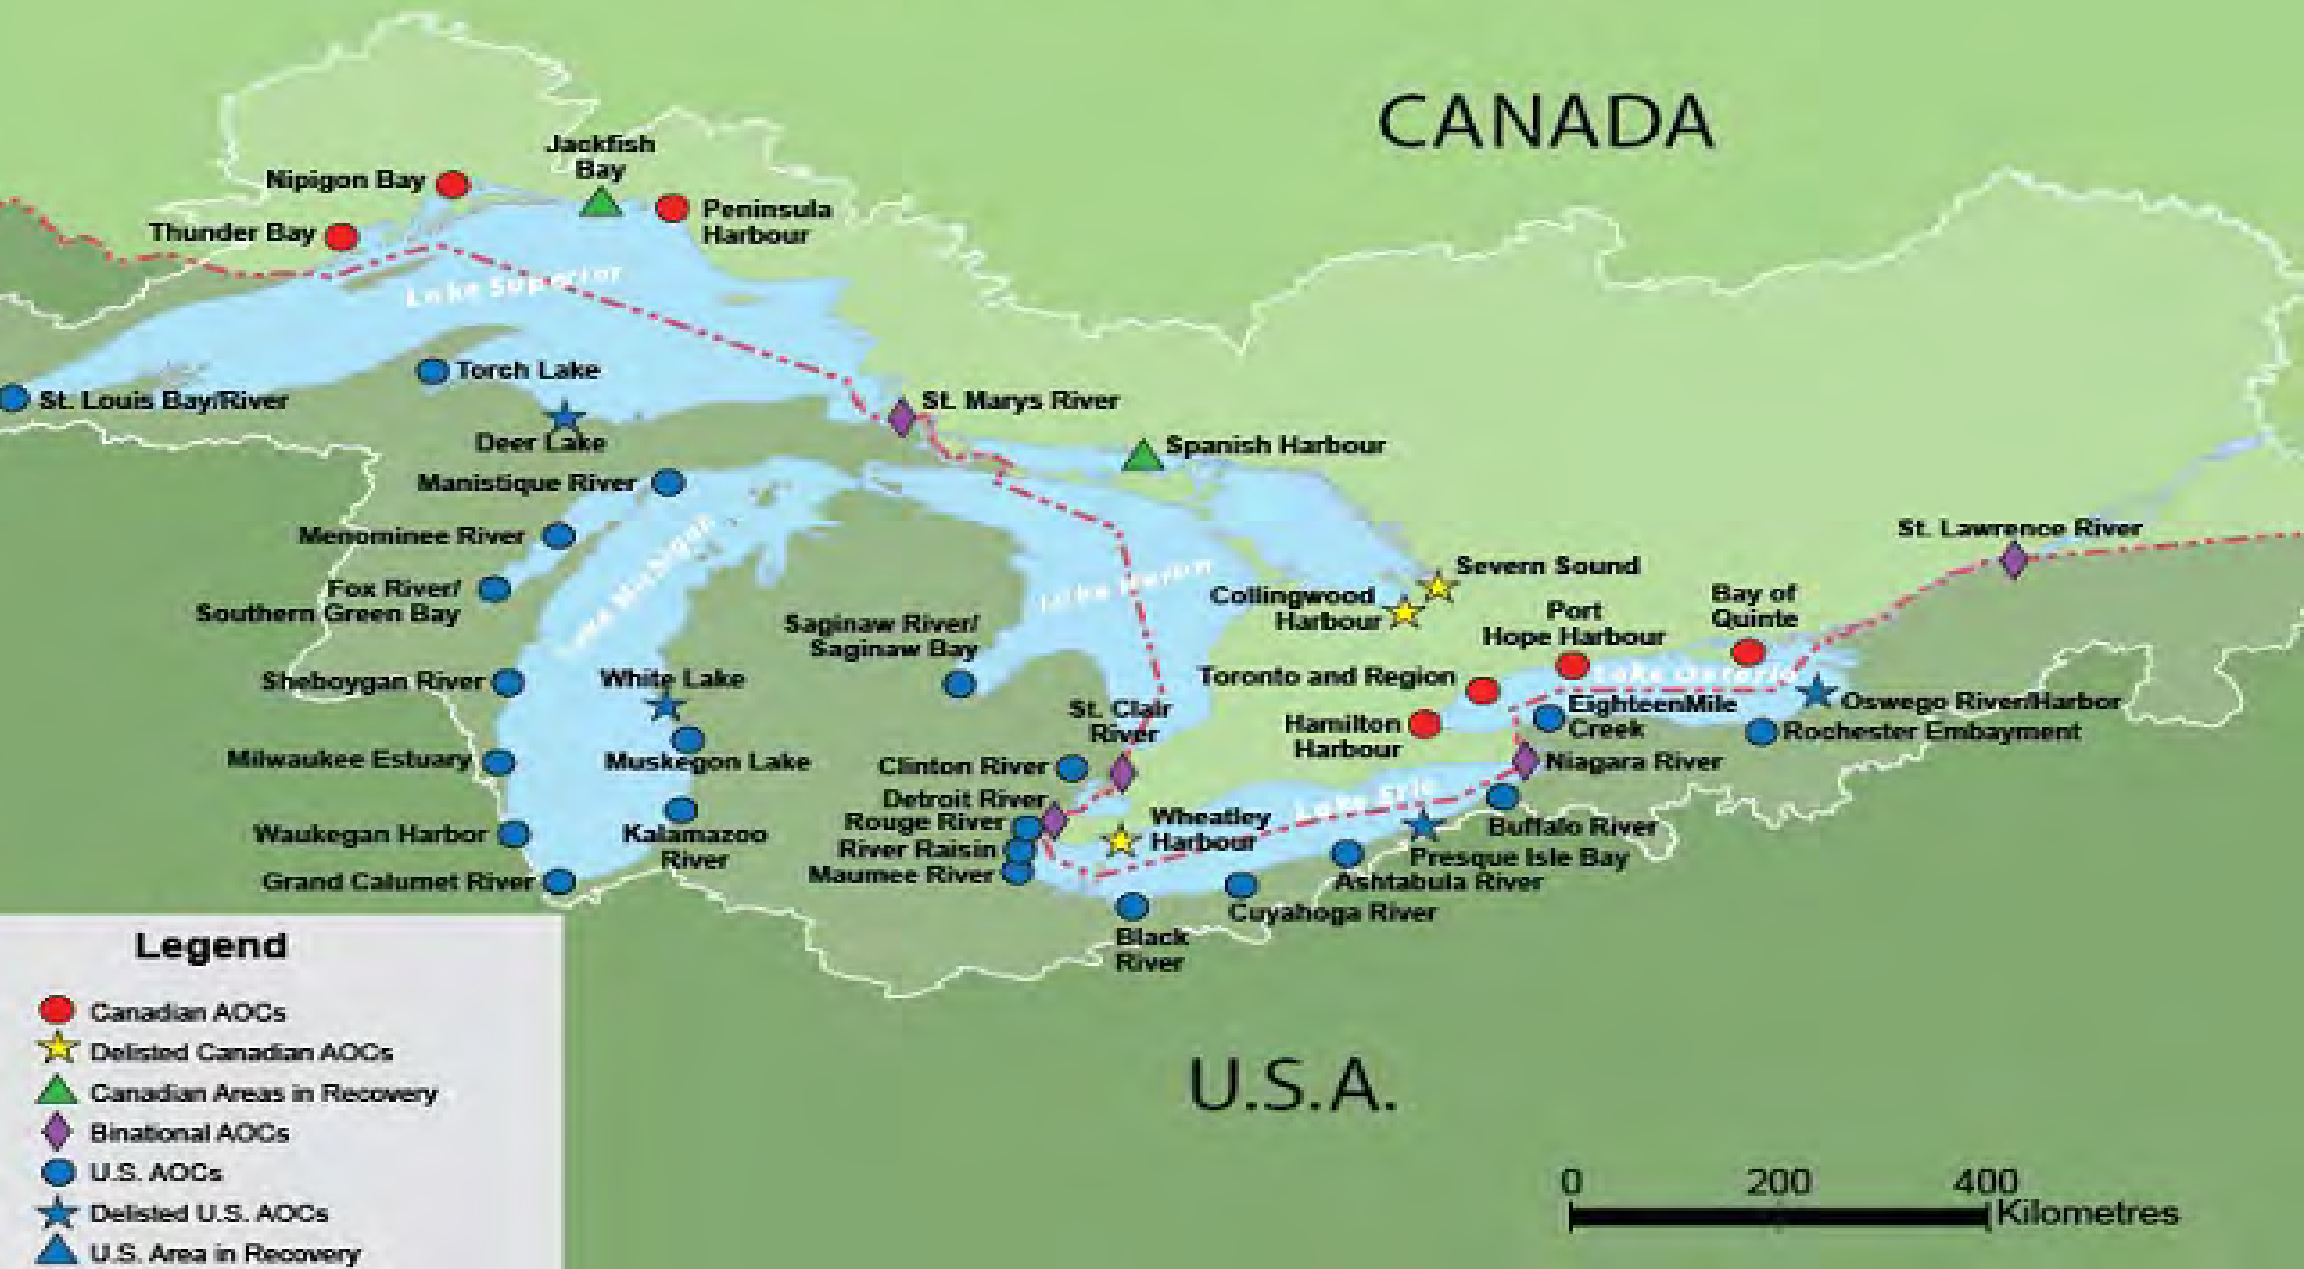 CANADA
Jackfish
Bay
Nipigon Bay
Peninsula
Harbour
Thunder Bay
Lake Superior
Torch Lake
St. Louis Bay/River
Deer Lake
St. Marys River
Spanish Harbour
Manistique River
Menominee River
Lake Michigan
Fox River/
Southern Green Bay
Lake Huron
Severn Sound
Collingwood
Harbour
St. Lawrence River
Bay of
Quinte
Port
Hope Harbour
Saginaw River/
Saginaw Bay
Sheboygan River
White Lake
Toronto and Region
Lake Ontario
Oswego River/Harbor
EighteenMile
Creek
Rochester Embayment
St. Clair
River
Hamilton
Harbour
Milwaukee Estuary
Muskegon Lake
Clinton River
Niagara River
Detroit River
Lake Erie
Rouge River
Wheatley
Harbour
Buffalo River
Waukegan Harbor
Kalamazoo
River
River Raisin
Presque Isle Bay
Maumee River
Ashtabula River
Grand Calumet River
Cuyahoga River
Black
River
U.S.A.
Legend
Canadian AOCs
Delisted Canadian AOCs
Canadian Areas in Recovery
Binational AOCs
U.S. AOCs
Delisted U.S. AOCs
U.S. Area in Recovery
0 200 400
Kilometres